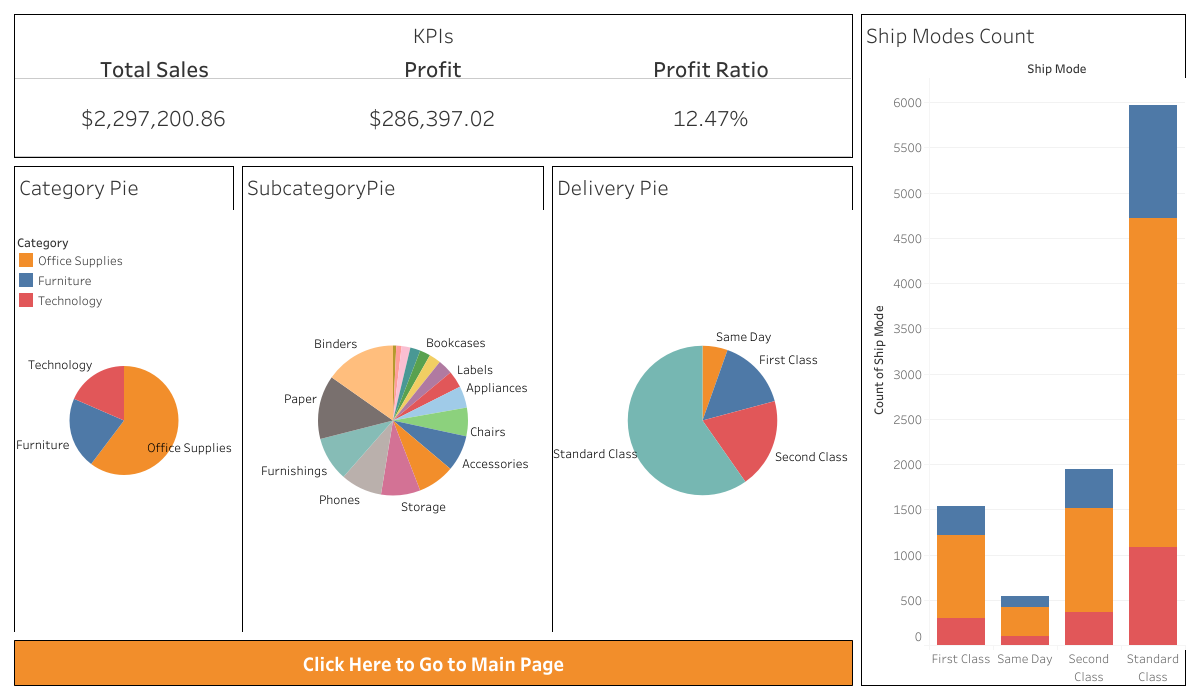 KPIs
Total Sales Profit Profit Ratio
$2,297,200.86 $286,397.02 12.47%
Category Pie
Category
Office Supplies
Furniture
Technology
Technology
Furniture
Office Supplies
SubcategoryPie
Binders
Bookcases
Labels
Appliances
Paper
Chairs
Accessories
Furnishings
Phones
Storage
Delivery Pie
Same Day
First Class
Standard Class
Second Class
Click Here to Go to Main Page
Ship Modes Count
Ship Mode
Count of Ship Mode
6000
5500
5000
4500
4000
3500
3000
2500
2000
1500
1000
500
0
First Class Same Day Second Standard
Class Class